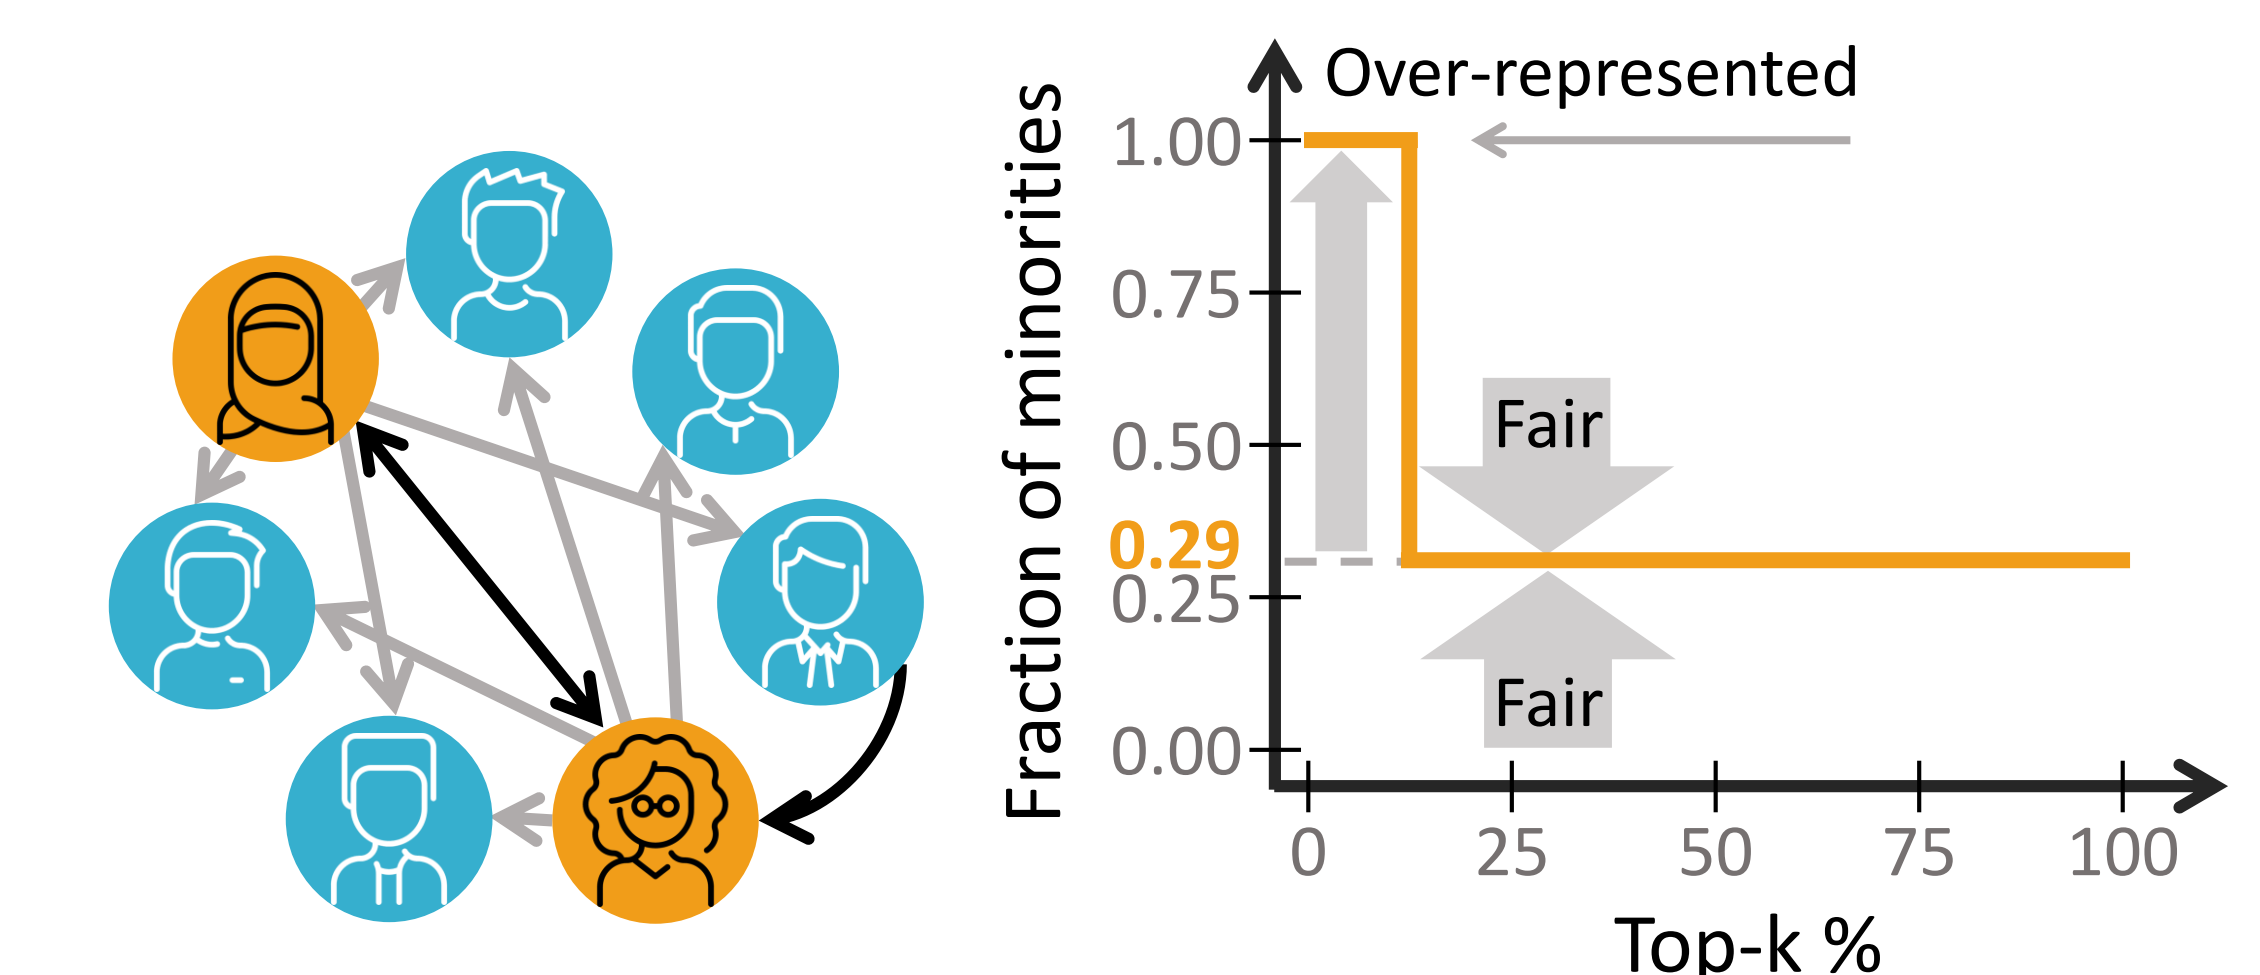 Over-represented
Fraction of minorities
1.00
0.75
0.50
0.29
0.25
0.00
Fair
Fair
0 25 50 75 100
Top-k %